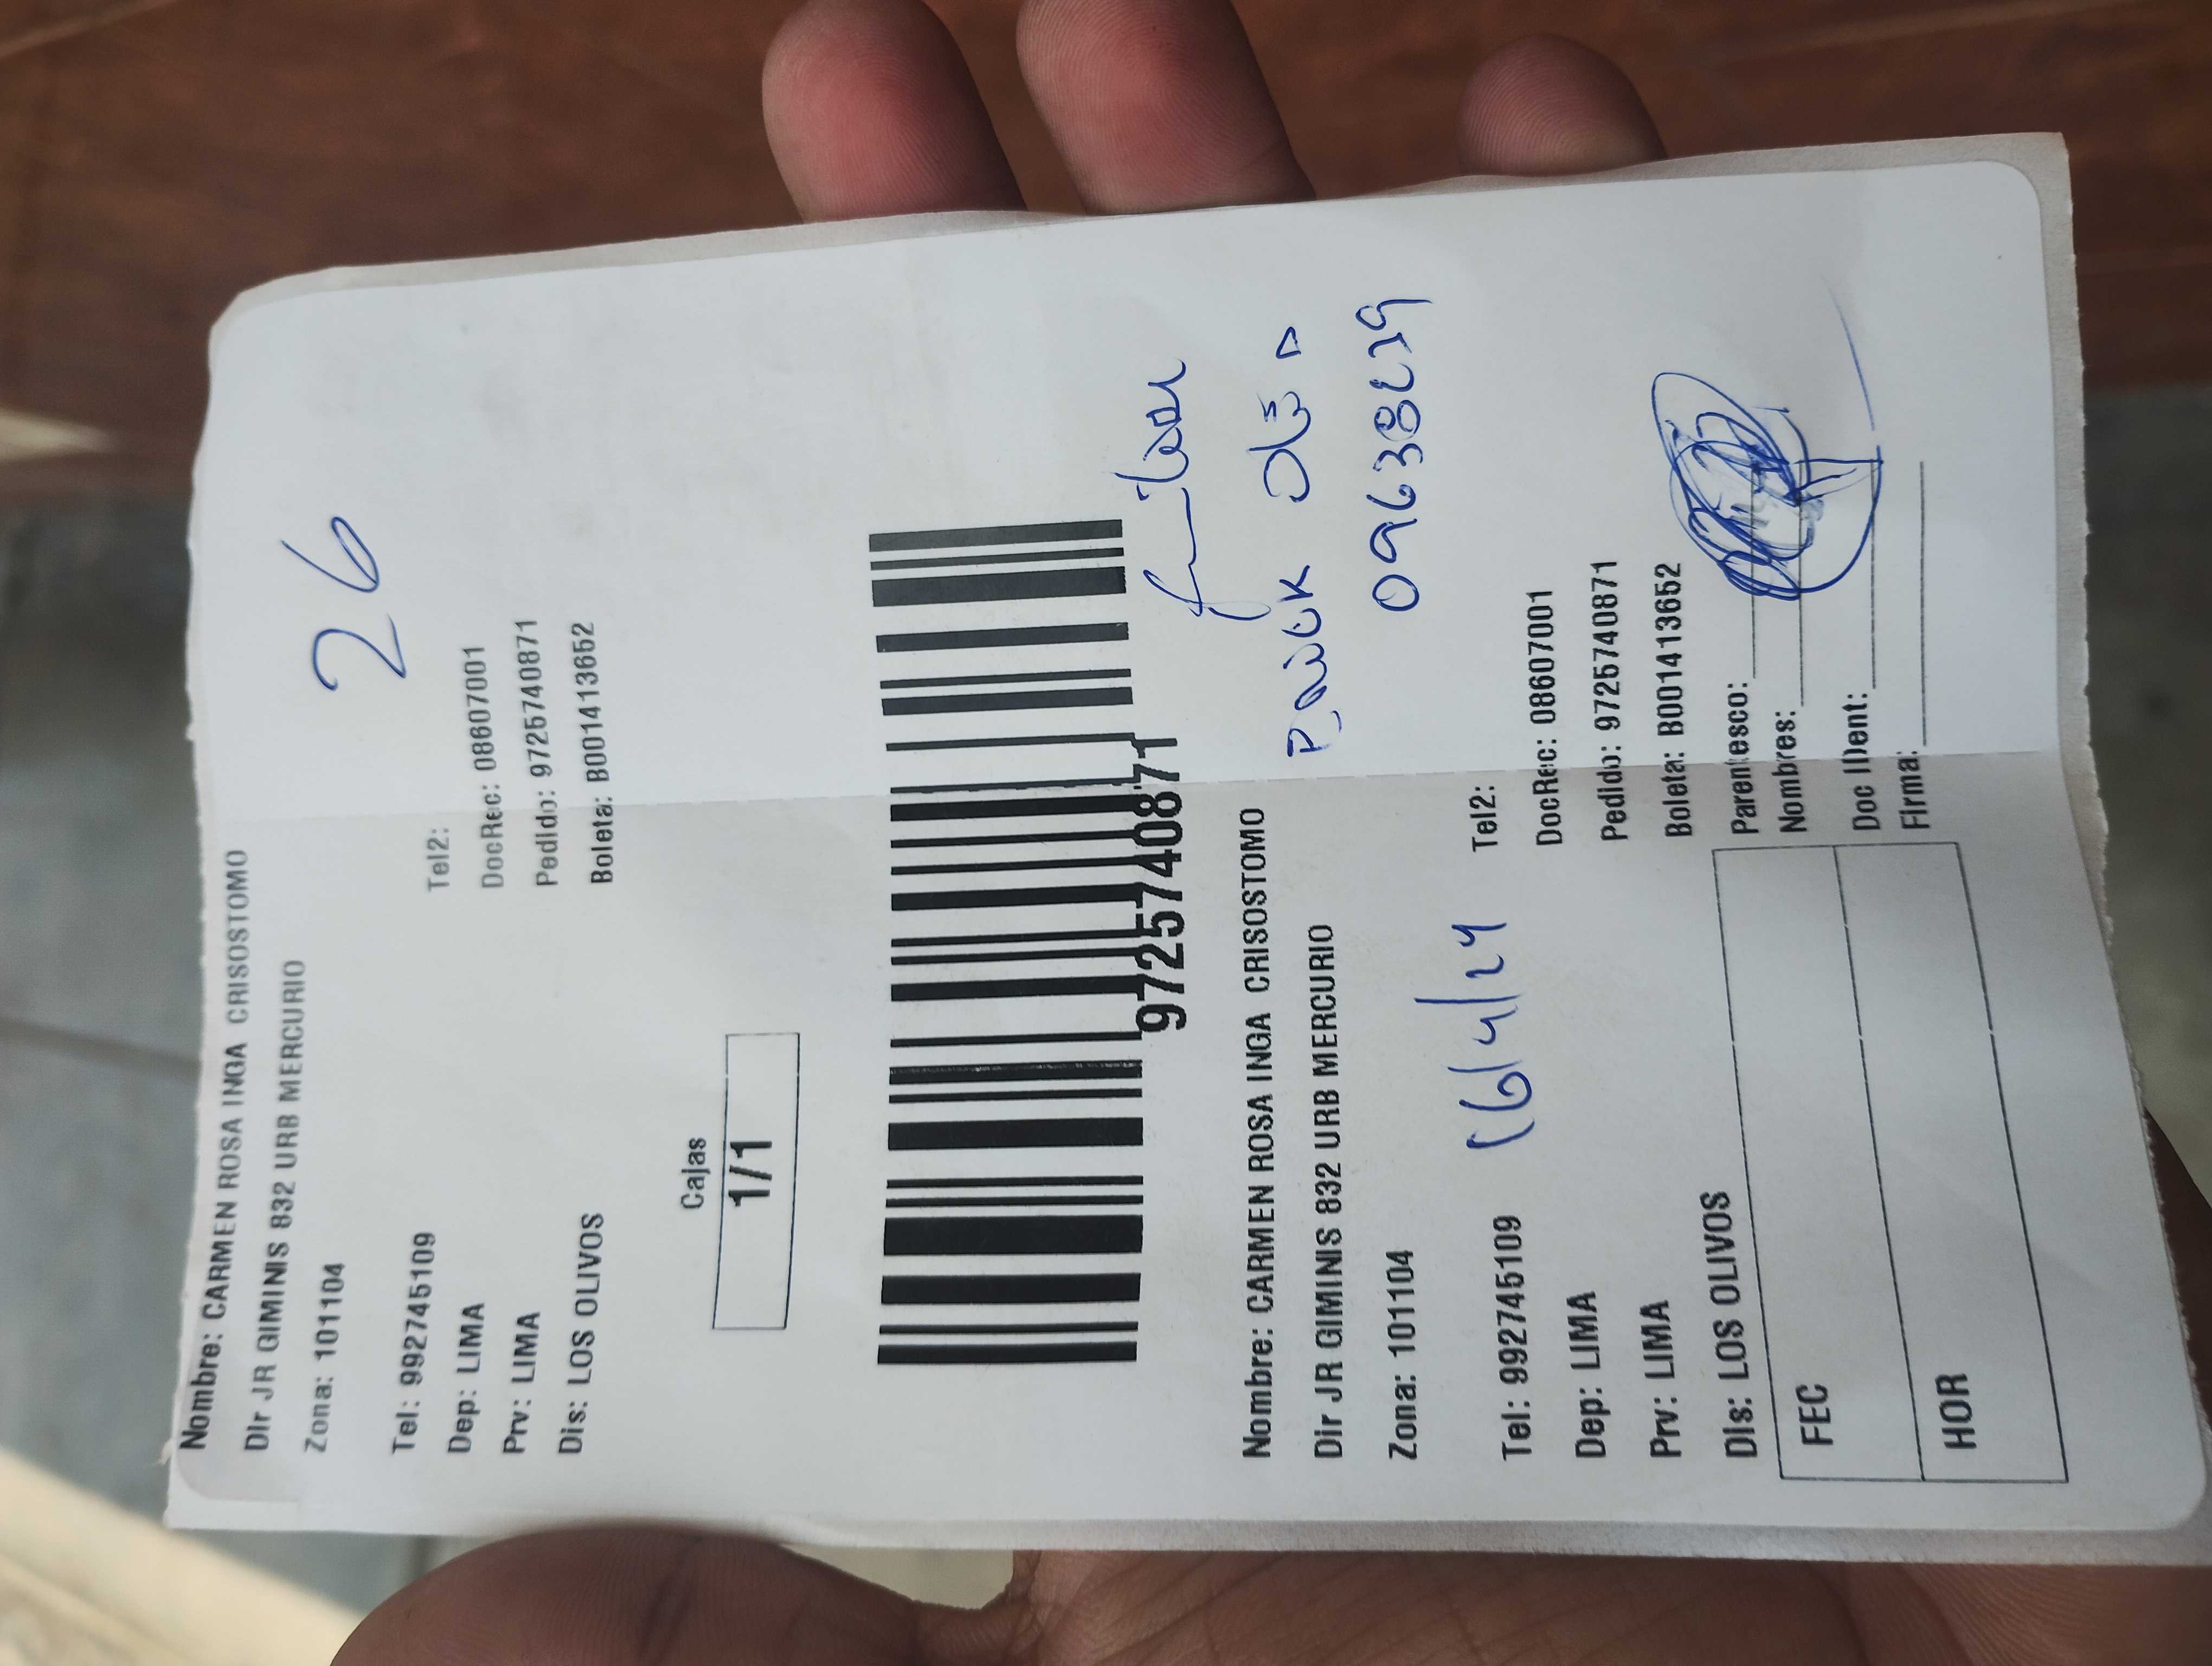 Nombre: CARMEN ROSA INGA CRISOSTOMO
Dir JR GIMINIS 832 URB MERCURIO
Zona: 101104
26
Tel: 992745109 Tel2:
Dep: LIMA DocRec: 08607001
Prv: LIMA Pedido: 9725740871
Dis: LOS OLIVOS Boleta: B001413652
Cajas
1/1
9725740871
Nombre: CARMEN ROSA INGA CRISOSTOMO
Dir JR GIMINIS 832 URB MERCURIO
Zona: 101104
09638279
16/4/24
Tel: 992745109 Tel2:
Dep: LIMA DocRec: 08607001
Prv: LIMA Pedido: 9725740871
Dis: LOS OLIVOS Boleta: B001413652
FEC
HOR
Parentesco:
Nombres:
Doc IDent:
Firma: